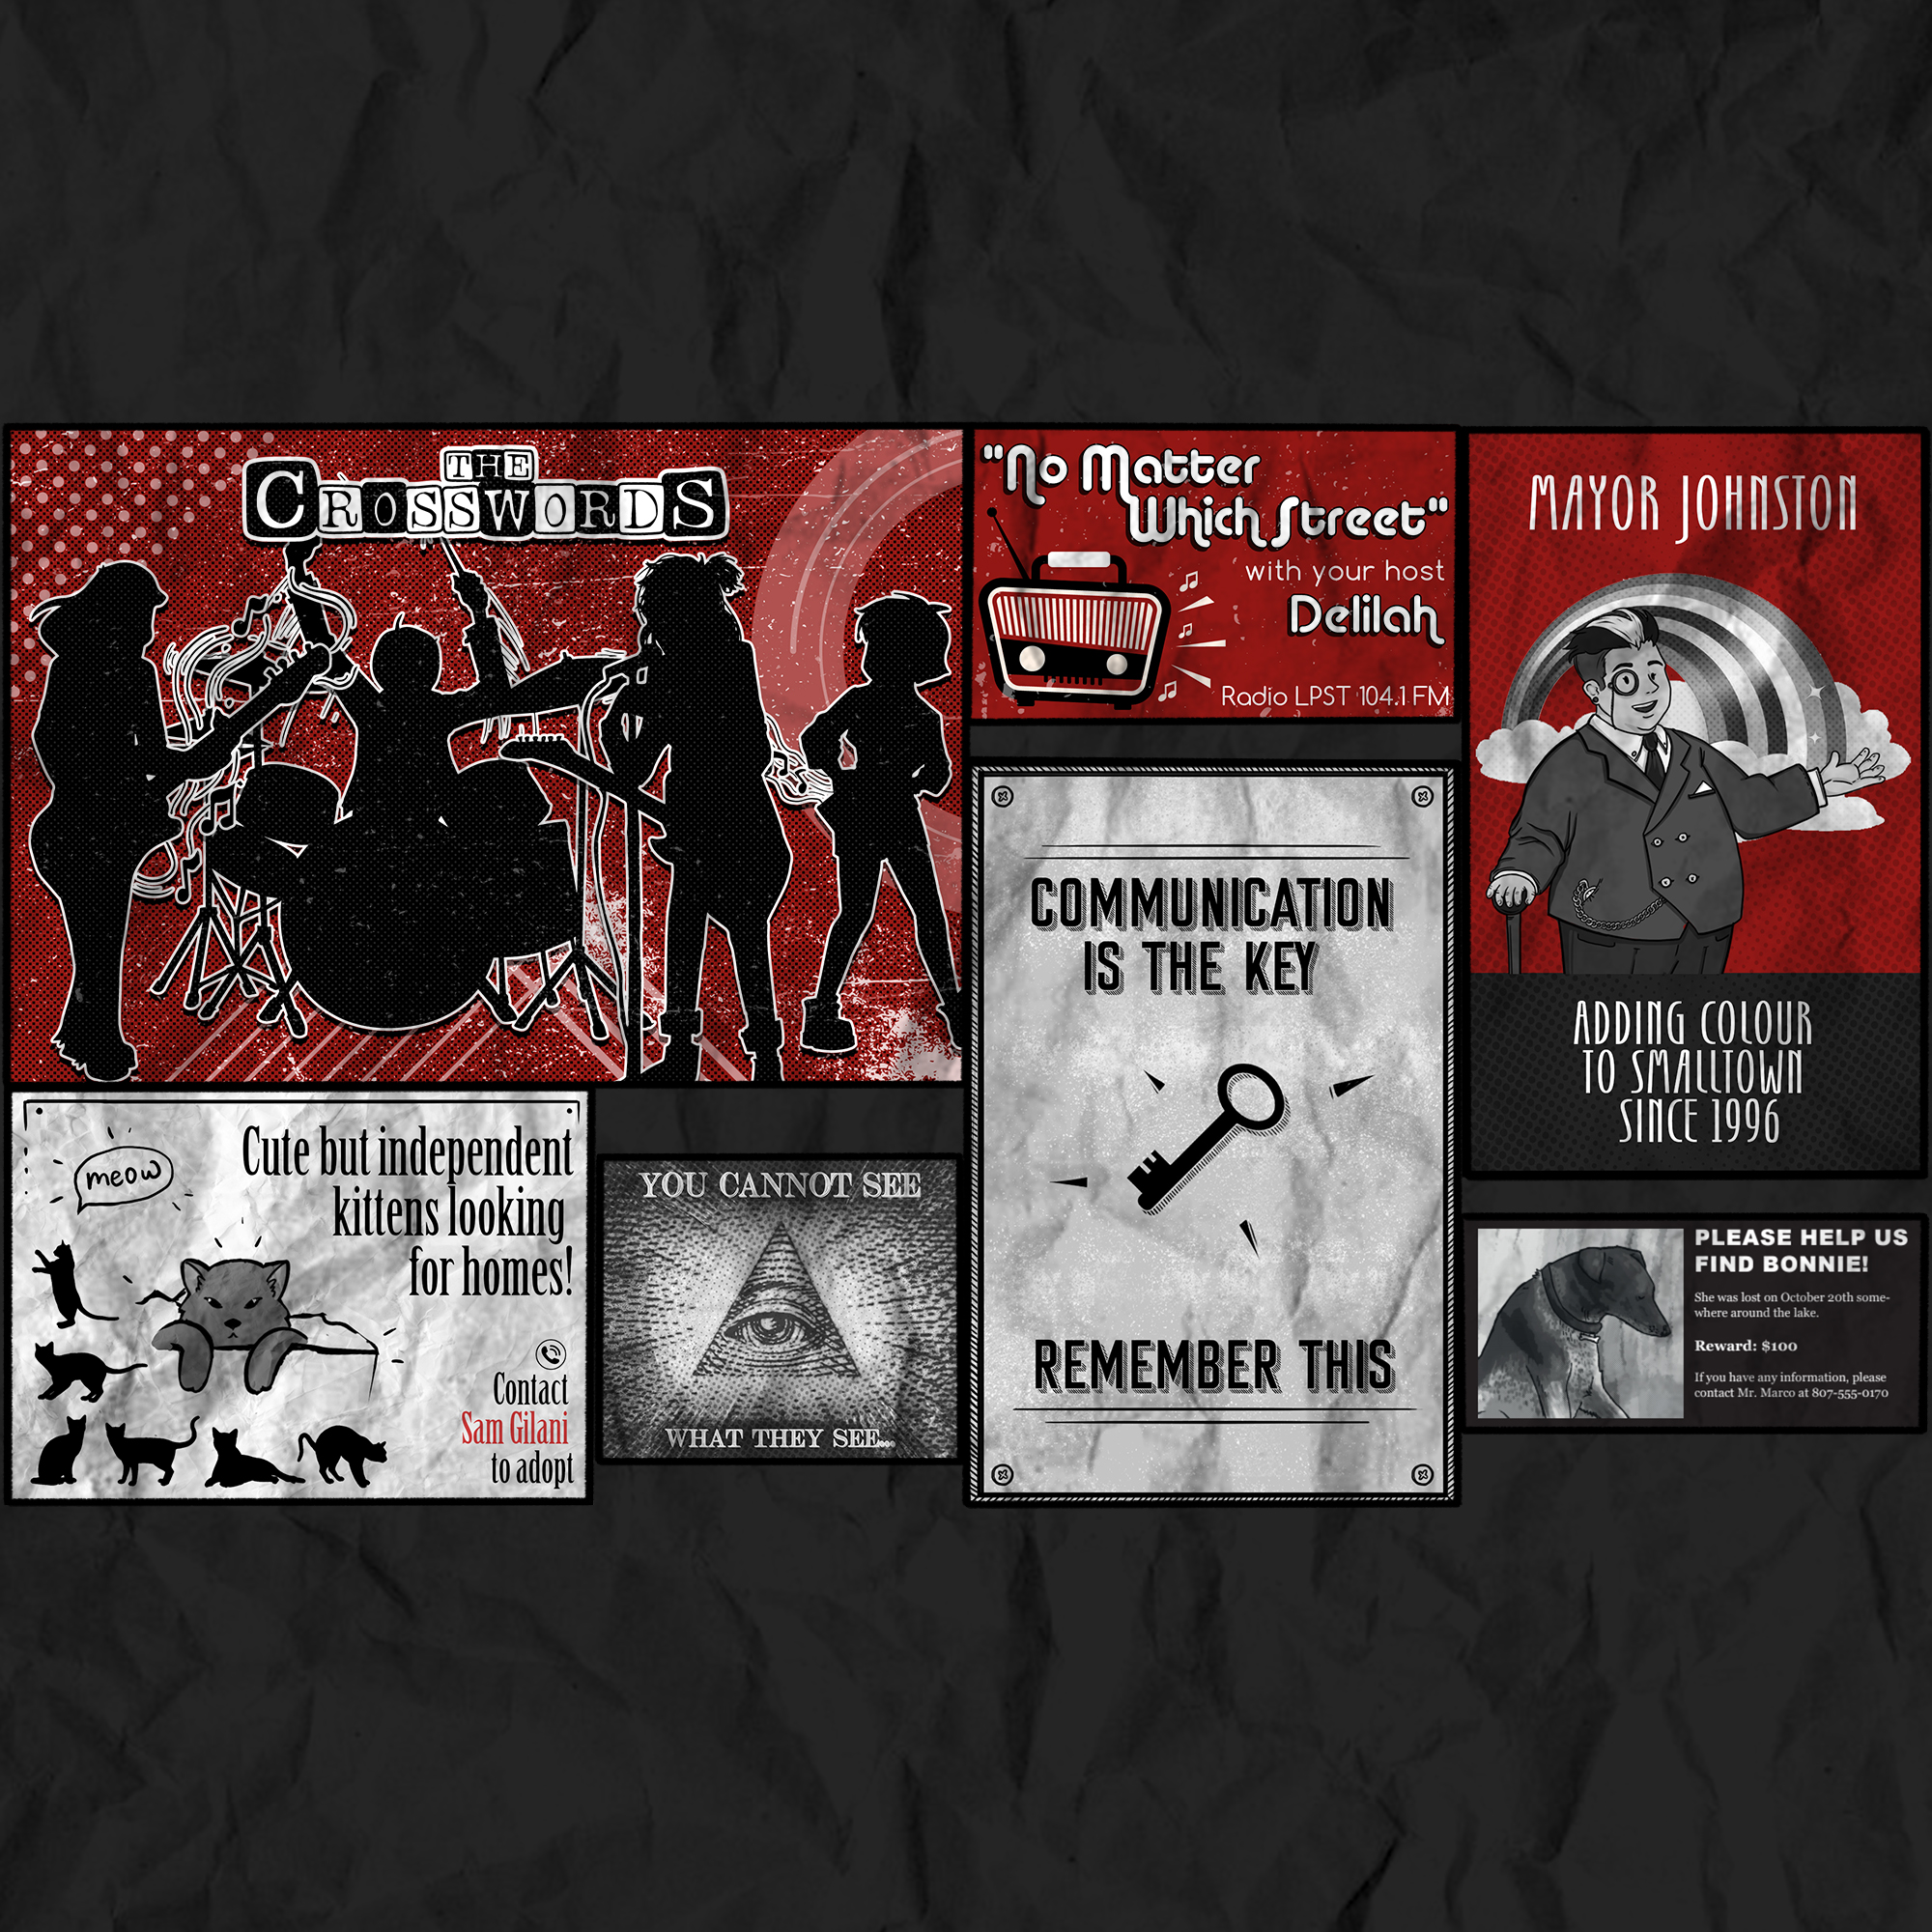 THE
CROSSWORDS
"No Matter
Which Street"
with your host
Delilah
Radio LPST 104.1 FM
MAYOR JOHNSTON
ADDING COLOUR
TO SMALLTOWN
SINCE 1996
COMMUNICATION
IS THE KEY
REMEMBER THIS
meow
Cute but independent
kittens looking
for homes!
Contact
Sam Gilani
to adopt
YOU CANNOT SEE
WHAT THEY SEE...
PLEASE HELP US
FIND BONNIE!
She was lost on October 20th some-
where around the lake.
Reward: $100
If you have any information, please
contact Mr. Marco at 807-555-0170